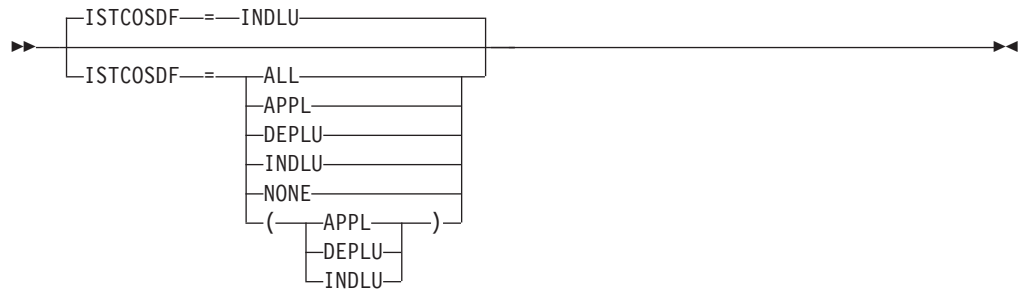 ISTCOSDF = INDLU
ISTCOSDF = ALL
APPL
DEPLU
INDLU
NONE
( APPL )
DEPLU
INDLU